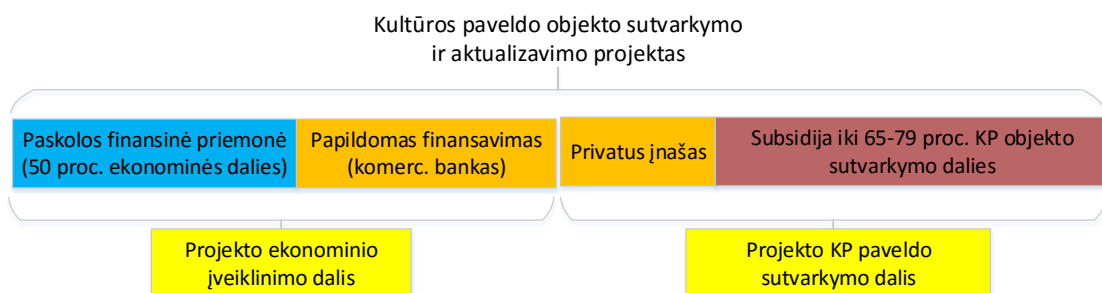 Kultūros paveldo objekto sutvarkymo
ir aktualizavimo projektas
Paskolos finansinė priemonė
(50 proc. ekonominės dalies)
Papildomas finansavimas
(komerc. bankas)
Privatus įnašas
Subsidija iki 65-79 proc. KP objekto
sutvarkymo dalies
Projekto ekonominio
įveiklinimo dalis
Projekto KP paveldo
sutvarkymo dalis